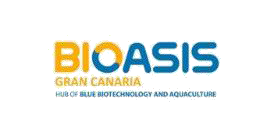 BIOASIS
GRAN CANARIA
HUB OF BLUE BIOTECHNOLOGY AND AQUACULTURE